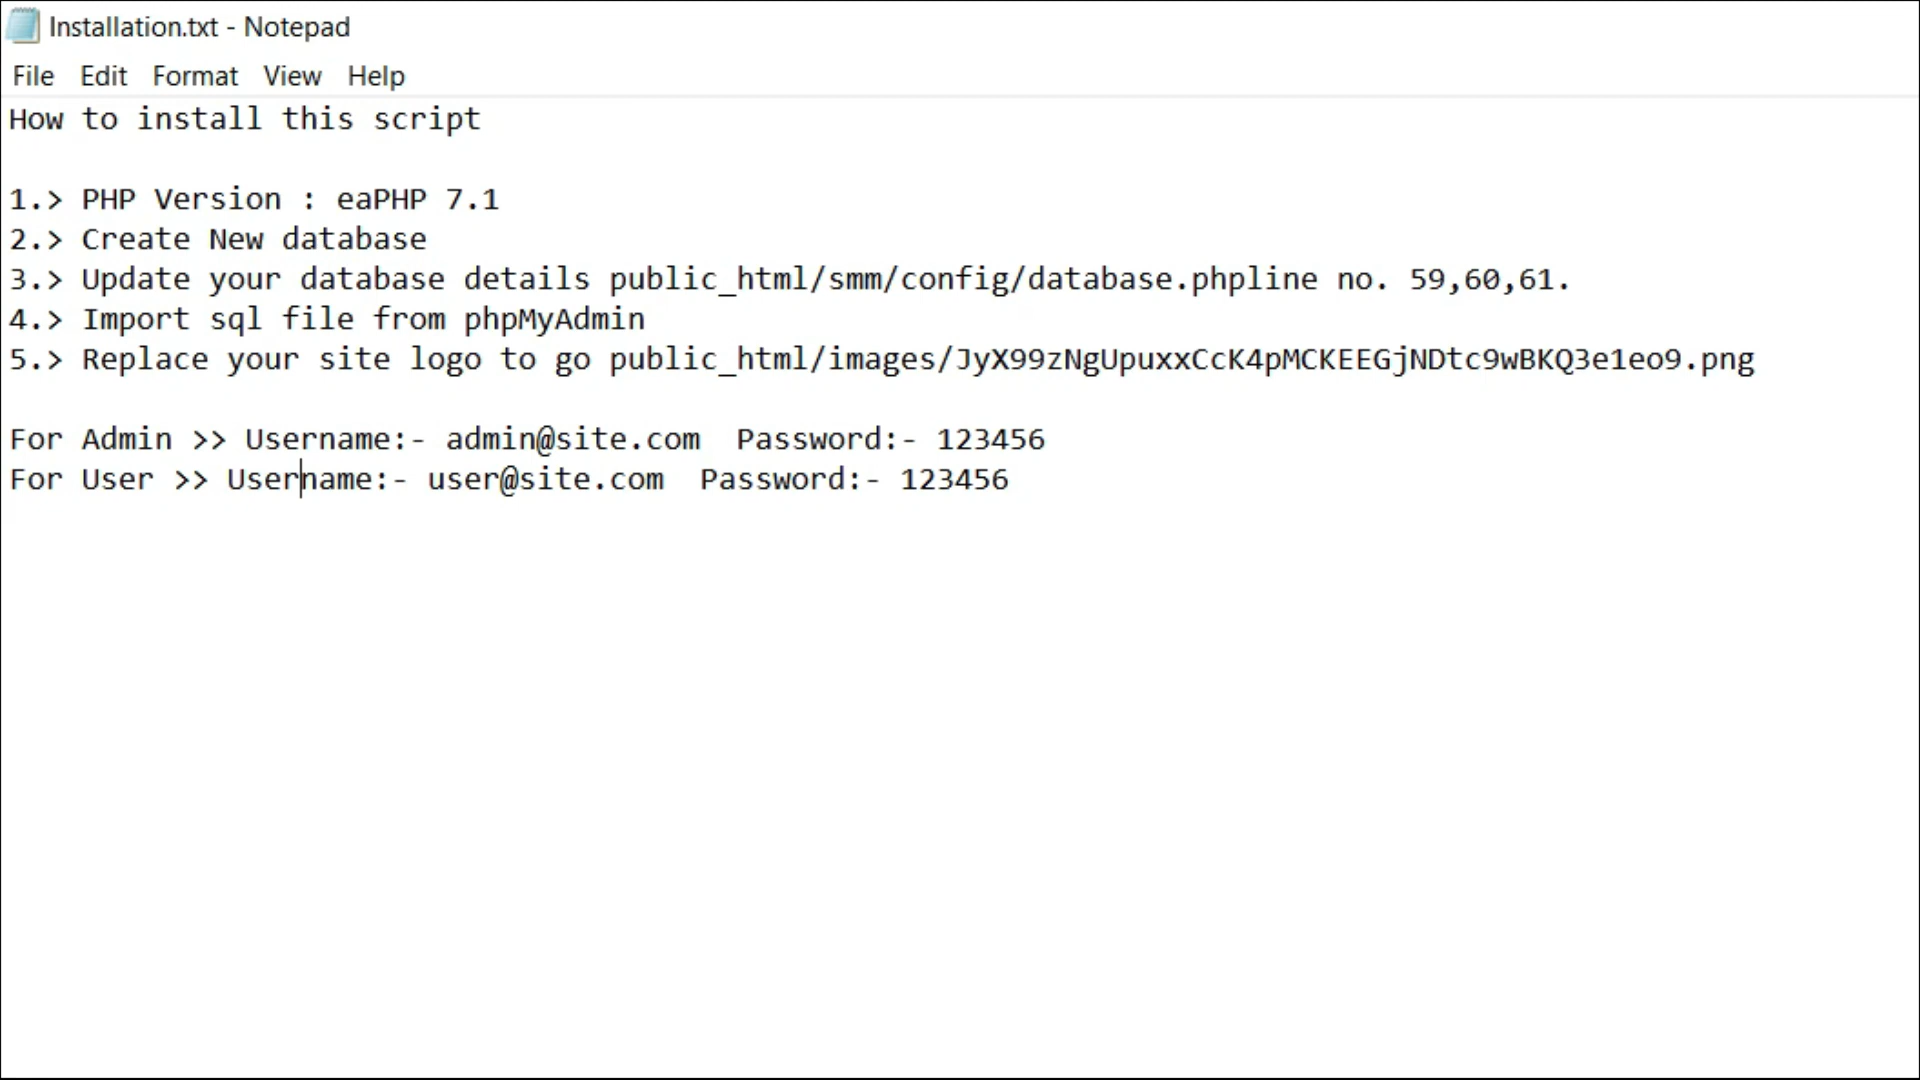 Installation.txt - Notepad
File Edit Format View Help
How to install this script
1.> PHP Version : eaPHP 7.1
2.> Create New database
3.> Update your database details public_html/smm/config/database.phpline no. 59,60,61.
4.> Import sql file from phpMyAdmin
5.> Replace your site logo to go public_html/images/JyX99zNgUpuxxCcK4pMCKEEGjNDtc9wBKQ3e1eo9.png
For Admin >> Username:- admin@site.com  Password:- 123456
For User >> Username:- user@site.com  Password:- 123456